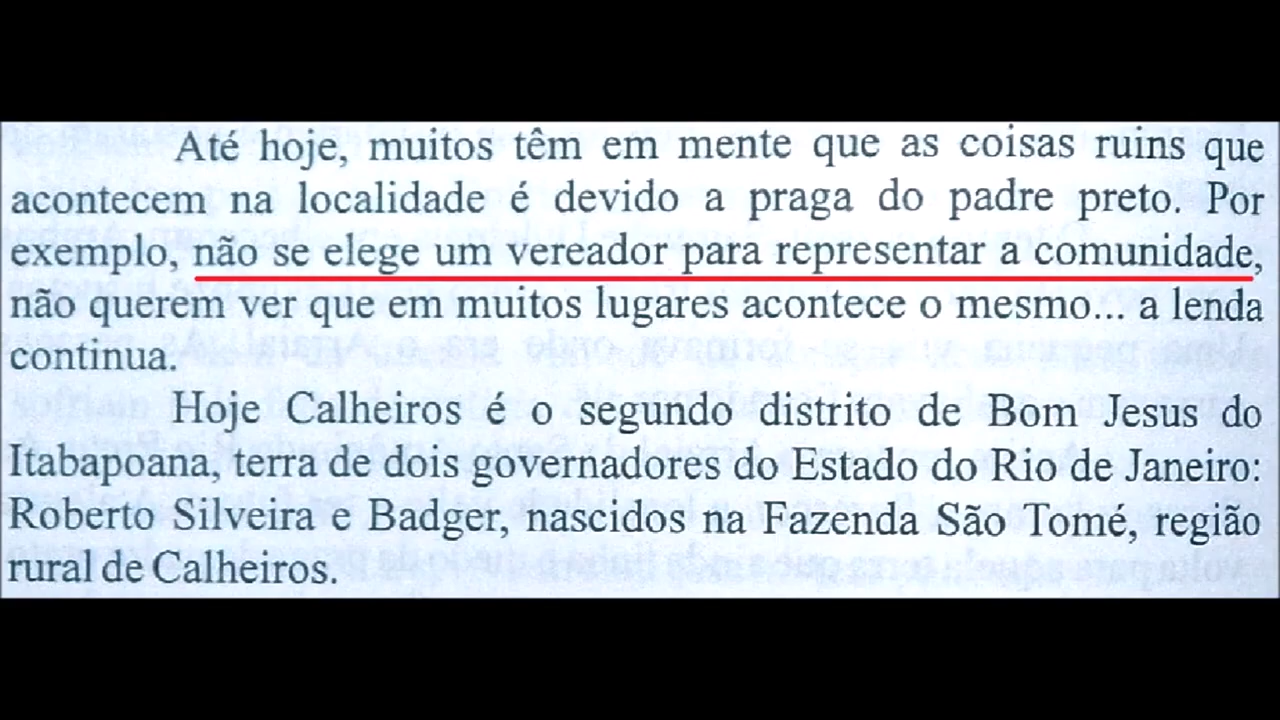 Até hoje, muitos têm em mente que as coisas ruins que
acontecem na localidade é devido a praga do padre preto. Por
exemplo, não se elege um vereador para representar a comunidade,
não querem ver que em muitos lugares acontece o mesmo... a lenda
continua.
Hoje Calheiros é o segundo distrito de Bom Jesus do
Itabapoana, terra de dois governadores do Estado do Rio de Janeiro:
Roberto Silveira e Badger, nascidos na Fazenda São Tomé, região
rural de Calheiros.